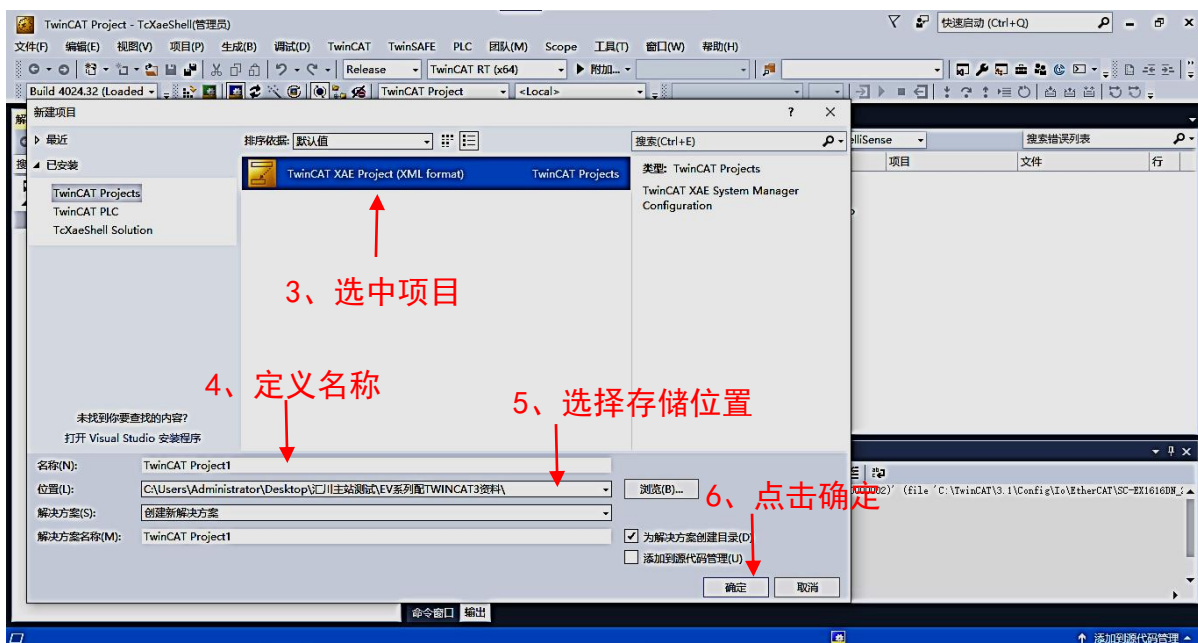 TwinCAT Project - TcXaeShell(管理员)
快速启动 (Ctrl+Q)
文件(F) 编辑(E) 视图(V) 项目(P) 生成(B) 调试(D) TwinCAT TwinSAFE PLC 团队(M) Scope 工具(T) 窗口(W) 帮助(H)
Release TwinCAT RT (x64) 附加...
Build 4024.32 (Loaded TwinCAT Project <Local>
新建项目 ? ×
最近
排序依据: 默认值
搜索(Ctrl+E)
elliSense
搜索错误列表
已安装
TwinCAT XAE Project (XML format) TwinCAT Projects
类型: TwinCAT Projects
项目 文件 行
TwinCAT Projects
TwinCAT XAE System Manager
Configuration
TwinCAT PLC
TcXaeShell Solution
3、选中项目
4、定义名称
5、选择存储位置
未找到你要查找的内容?
打开 Visual Studio 安装程序
名称(N): TwinCAT Project1
位置(L): C:\Users\Administrator\Desktop\汇川主站测试\EV系列配TWINCAT3资料\
浏览(B)...
6、点击确定
(file 'C:\TwinCAT\3.1\Config\Io\EtherCAT\SC-EX1616DN_
解决方案(S): 创建新解决方案
解决方案名称(M): TwinCAT Project1
为解决方案创建目录(D)
添加到源代码管理(U)
确定 取消
命令窗口 输出
添加到源代码管理